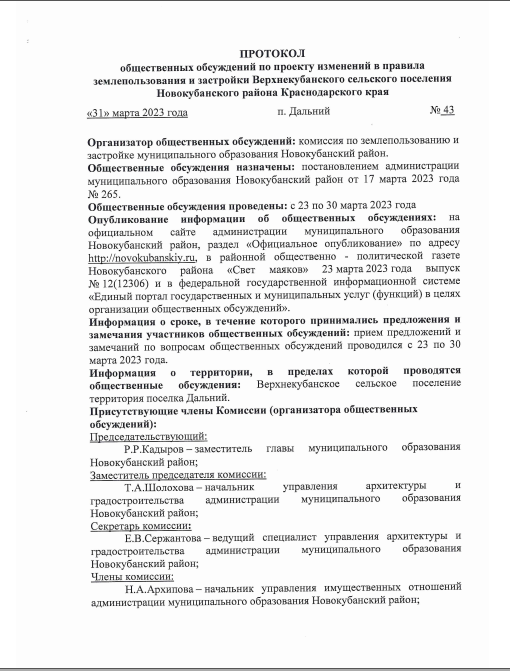 ПРОТОКОЛ
общественных обсуждений по проекту изменений в правила
землепользования и застройки Верхнекубанского сельского поселения
Новокубанского района Краснодарского края
«31» марта 2023 года п. Дальний № 43
Организатор общественных обсуждений: комиссия по землепользованию и
застройке муниципального образования Новокубанский район.
Общественные обсуждения назначены: постановлением администрации
муниципального образования Новокубанский район от 17 марта 2023 года
№ 265.
Общественные обсуждения проведены: с 23 по 30 марта 2023 года
Опубликование информации об общественных обсуждениях: на
официальном сайте администрации муниципального образования
Новокубанский район, раздел «Официальное опубликование» по адресу
http://novokubanskiy.ru, в районной общественно - политической газете
Новокубанского района «Свет маяков» 23 марта 2023 года выпуск
№ 12(12306) и в федеральной государственной информационной системе
«Единый портал государственных и муниципальных услуг (функций) в целях
организации общественных обсуждений».
Информация о сроке, в течение которого принимались предложения и
замечания участников общественных обсуждений: прием предложений и
замечаний по вопросам общественных обсуждений проводился с 23 по 30
марта 2023 года.
Информация о территории, в пределах которой проводятся
общественные обсуждения: Верхнекубанское сельское поселение
территория поселка Дальний.
Присутствующие члены Комиссии (организатора общественных
обсуждений):
Председательствующий:
Р.Р.Кадыров – заместитель главы муниципального образования
Новокубанский район;
Заместитель председателя комиссии:
Т.А.Шолохова – начальник управления архитектуры и
градостроительства администрации муниципального образования
Новокубанский район;
Секретарь комиссии:
Е.В.Сержантова – ведущий специалист управления архитектуры и
градостроительства администрации муниципального образования
Новокубанский район;
Члены комиссии:
Н.А.Архипова – начальник управления имущественных отношений
администрации муниципального образования Новокубанский район;